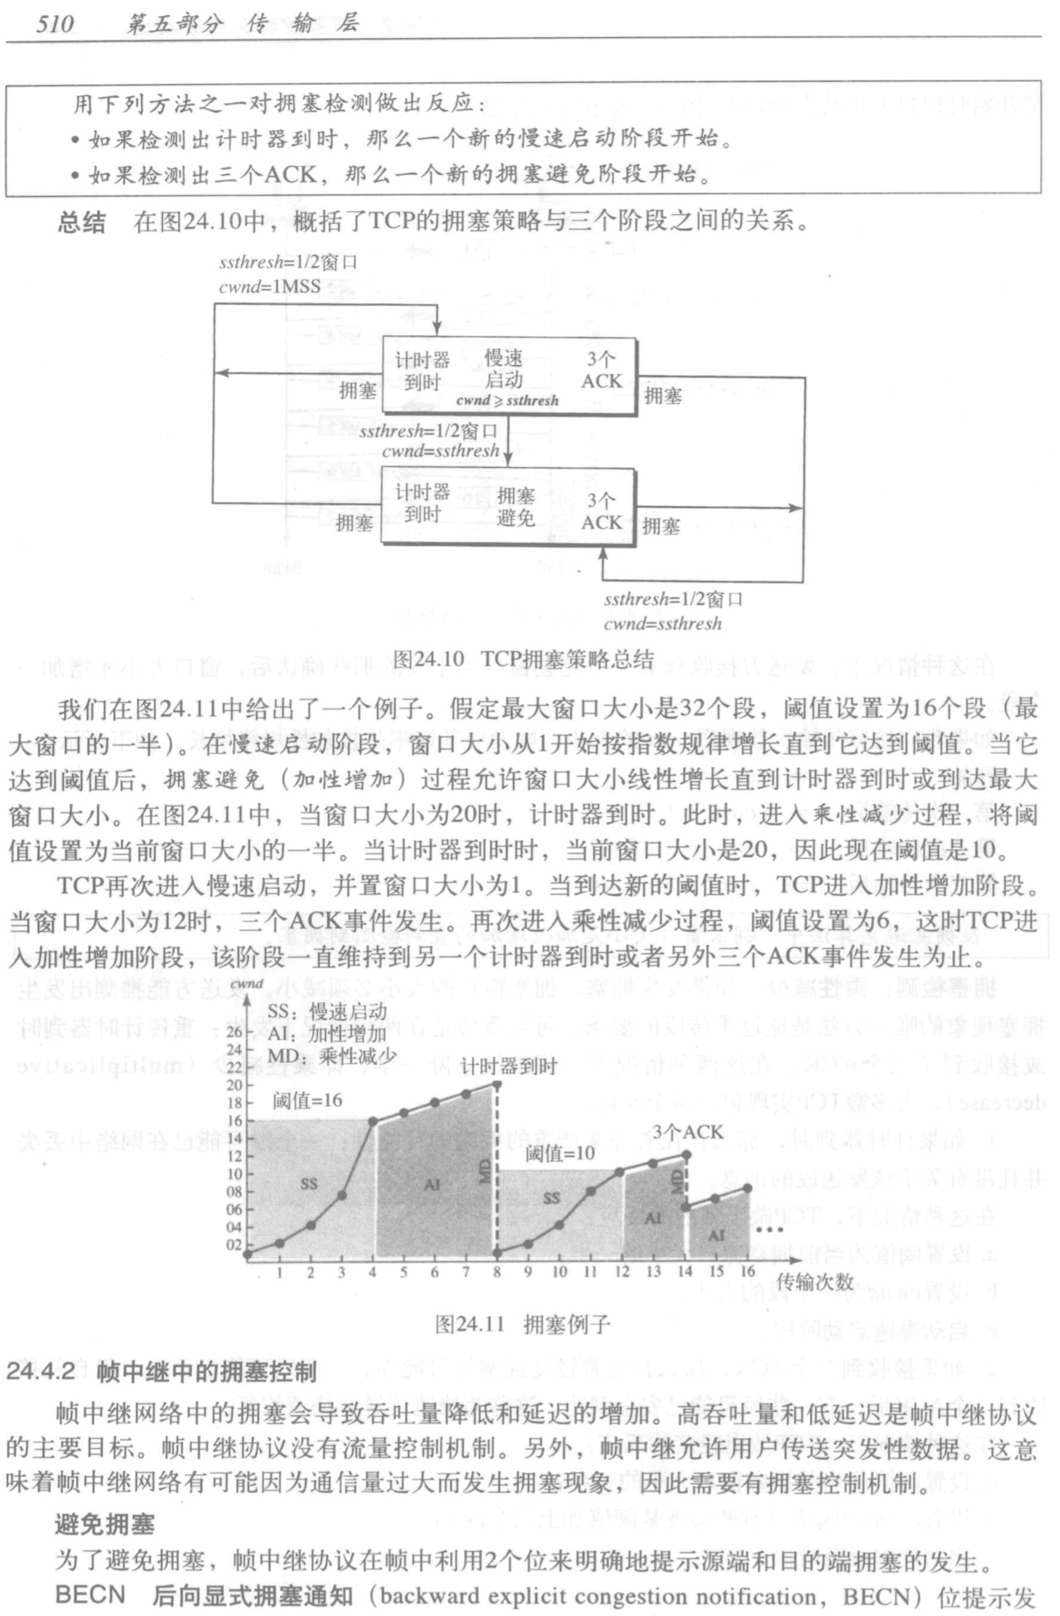 510 第五部分 传 输 层
用下列方法之一对拥塞检测做出反应：
• 如果检测出计时器到时，那么一个新的慢速启动阶段开始。
• 如果检测出三个ACK，那么一个新的拥塞避免阶段开始。
总结 在图24.10中，概括了TCP的拥塞策略与三个阶段之间的关系。
ssthresh=1/2窗口
cwnd=1MSS
计时器 慢速 3个
到时 启动 ACK
拥塞 cwnd⩾ssthresh 拥塞
ssthresh=1/2窗口
cwnd=ssthresh
计时器 拥塞 3个
到时 避免 ACK
拥塞 拥塞
ssthresh=1/2窗口
cwnd=ssthresh
图24.10 TCP拥塞策略总结
我们在图24.11中给出了一个例子。假定最大窗口大小是32个段，阈值设置为16个段（最
大窗口的一半）。在慢速启动阶段，窗口大小从1开始按指数规律增长直到它达到阈值。当它
达到阈值后，拥塞避免（加性增加）过程允许窗口大小线性增长直到计时器到时或到达最大
窗口大小。在图24.11中，当窗口大小为20时，计时器到时。此时，进入乘性减少过程，将阈
值设置为当前窗口大小的一半。当计时器到时时，当前窗口大小是20，因此现在阈值是10。
TCP再次进入慢速启动，并置窗口大小为1。当到达新的阈值时，TCP进入加性增加阶段。
当窗口大小为12时，三个ACK事件发生。再次进入乘性减少过程，阈值设置为6，这时TCP进
入加性增加阶段，该阶段一直维持到另一个计时器到时或者另外三个ACK事件发生为止。
cwnd
SS：慢速启动
26 AI：加性增加
24 MD：乘性减少
22 计时器到时
20
18 阈值=16
16
14 3个ACK
12 阈值=10
10 MD MD
08 SS AI SS
06
04 AI AI •••
02
1 2 3 4 5 6 7 8 9 10 11 12 13 14 15 16
传输次数
图24.11 拥塞例子
24.4.2 帧中继中的拥塞控制
帧中继网络中的拥塞会导致吞吐量降低和延迟的增加。高吞吐量和低延迟是帧中继协议
的主要目标。帧中继协议没有流量控制机制。另外，帧中继允许用户传送突发性数据。这意
味着帧中继网络有可能因为通信量过大而发生拥塞现象，因此需要有拥塞控制机制。
避免拥塞
为了避免拥塞，帧中继协议在帧中利用2个位来明确地提示源端和目的端拥塞的发生。
BECN 后向显式拥塞通知（backward explicit congestion notification，BECN）位提示发